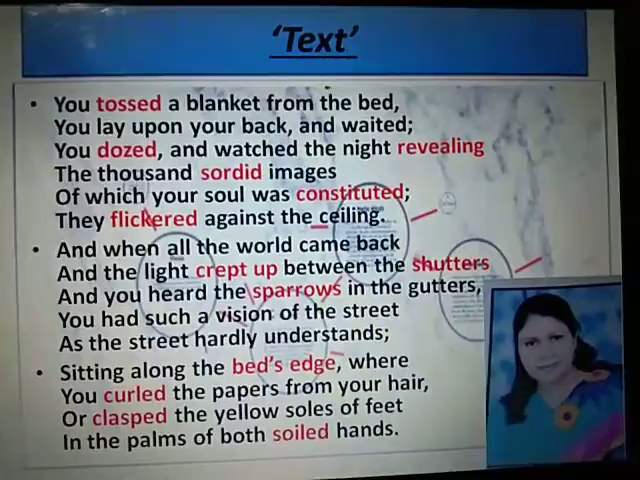 ‘Text’
• You tossed a blanket from the bed,
You lay upon your back, and waited;
You dozed, and watched the night revealing
The thousand sordid images
Of which your soul was constituted;
They flickered against the ceiling.
• And when all the world came back
And the light crept up between the shutters
And you heard the sparrows in the gutters,
You had such a vision of the street
As the street hardly understands;
• Sitting along the bed’s edge, where
You curled the papers from your hair,
Or clasped the yellow soles of feet
In the palms of both soiled hands.